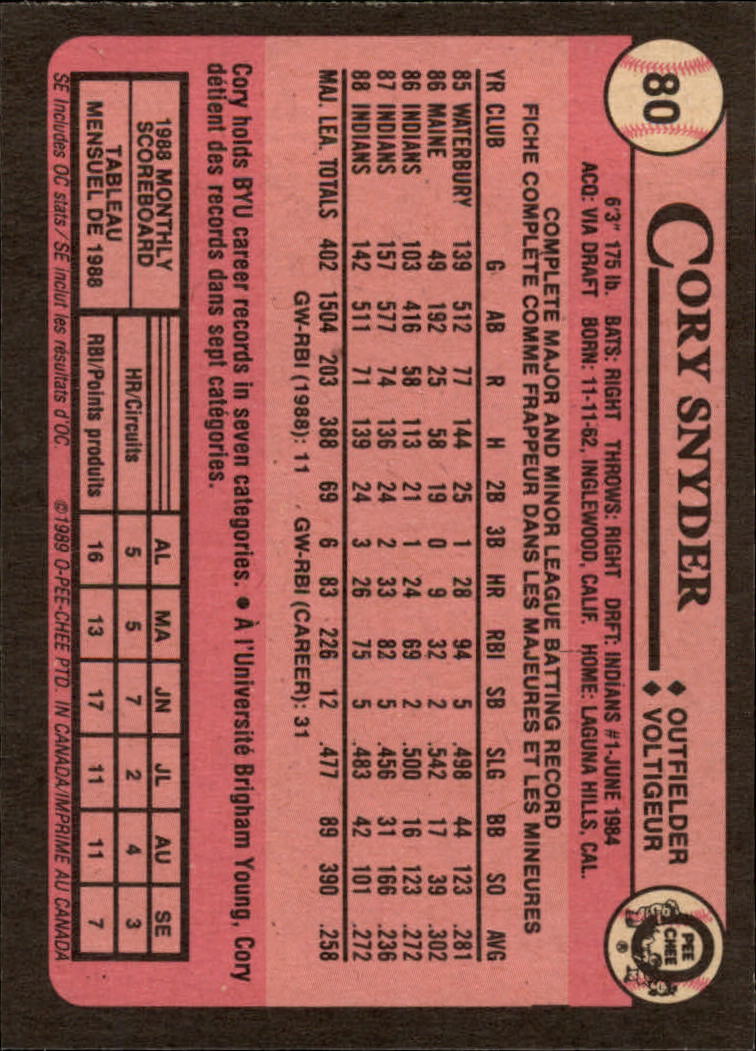 80
CORY SNYDER
♦ OUTFIELDER
♦ VOLTIGEUR
PEE
CHEE
®
6'3" 175 lb. BATS: RIGHT THROWS: RIGHT DRFT: INDIANS #1-JUNE 1984
ACQ: VIA DRAFT BORN: 11-11-62, INGLEWOOD, CALIF. HOME: LAGUNA HILLS, CAL.
COMPLETE MAJOR AND MINOR LEAGUE BATTING RECORD
FICHE COMPLÈTE COMME FRAPPEUR DANS LES MAJEURES ET LES MINEURES
YR CLUB G AB R H 2B 3B HR RBI SB SLG BB SO AVG
85 WATERBURY 139 512 77 144 25 1 28 94 5 .498 44 123 .281
86 MAINE 49 192 25 58 19 0 9 32 2 .542 17 39 .302
86 INDIANS 103 416 58 113 21 1 24 69 2 .500 16 123 .272
87 INDIANS 157 577 74 136 24 2 33 82 5 .456 31 166 .236
88 INDIANS 142 511 71 139 24 3 26 75 5 .483 42 101 .272
MAJ. LEA. TOTALS 402 1504 203 388 69 6 83 226 12 .477 89 390 .258
GW-RBI (1988): 11 GW-RBI (CAREER): 31
Cory holds BYU career records in seven categories. • À l'Université Brigham Young, Cory
détient des records dans sept catégories.
1988 MONTHLY
SCOREBOARD
TABLEAU
MENSUEL DE 1988
AL MA JN JL AU SE
HR/Circuits 5 5 7 2 4 3
RBI/Points produits 16 13 17 11 11 7
SE Includes OC stats / SE inclut les résultats d'OC. ©1989 O-PEE-CHEE PTD. IN CANADA/IMPRIMÉ AU CANADA